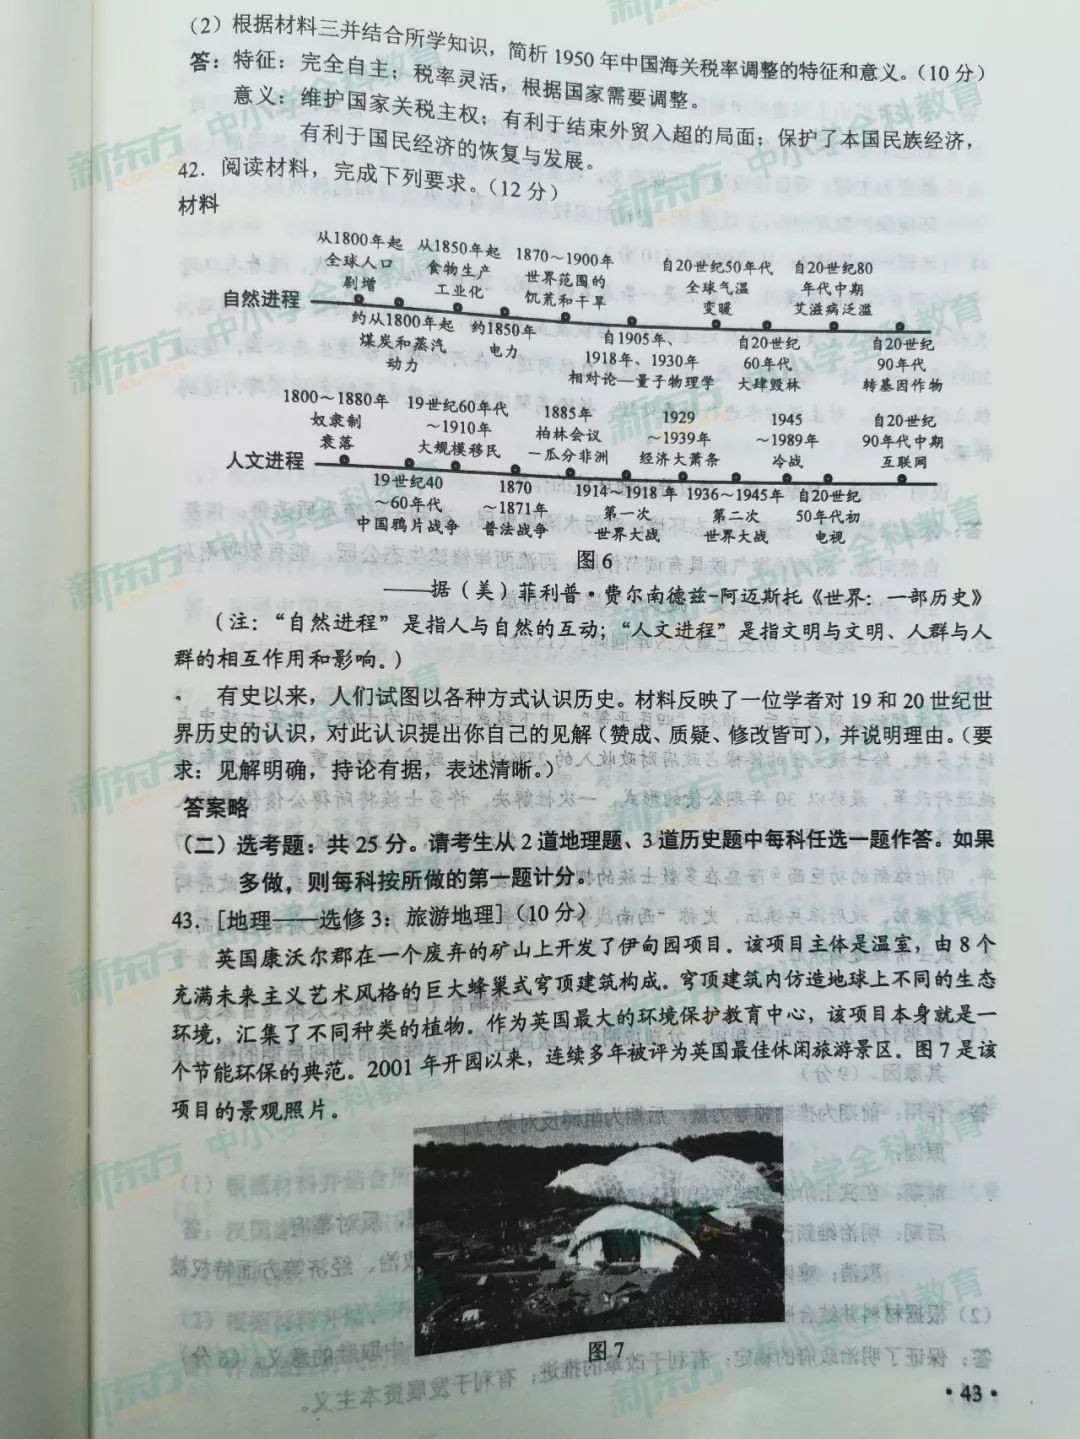 (2)根据材料三并结合所学知识，简析1950年中国海关税率调整的特征和意义。(10分)
答：特征：完全自主；税率灵活，根据国家需要调整。
意义：维护国家关税主权；有利于结束外贸入超的局面；保护了本国民族经济，
有利于国民经济的恢复与发展。
42. 阅读材料，完成下列要求。(12分)
材料
从1800年起 从1850年起 1870～1900年 自20世纪50年代 自20世纪80
全球人口 食物生产 世界范围的 全球气温 年代中期
剧增 工业化 饥荒和干旱 变暖 艾滋病泛滥
自然进程
约从1800年起 约1850年 自1905年、 自20世纪 自20世纪
煤炭和蒸汽 电力 1918年、1930年 60年代 90年代
动力 相对论—量子物理学 大肆毁林 转基因作物
1800～1880年 19世纪60年代 1885年 1929 1945 自20世纪
奴隶制 ～1910年 柏林会议 ～1939年 ～1989年 90年代中期
衰落 大规模移民 —瓜分非洲 经济大萧条 冷战 互联网
人文进程
19世纪40 1870 1914～1918年 1936～1945年 自20世纪
～60年代 ～1871年 第一次 第二次 50年代初
中国鸦片战争 普法战争 世界大战 世界大战 电视
图6
——据（美）菲利普·费尔南德兹-阿迈斯托《世界：一部历史》
（注：“自然进程”是指人与自然的互动；“人文进程”是指文明与文明、人群与人
群的相互作用和影响。）
有史以来，人们试图以各种方式认识历史。材料反映了一位学者对19和20世纪世
界历史的认识，对此认识提出你自己的见解（赞成、质疑、修改皆可），并说明理由。（要
求：见解明确，持论有据，表述清晰。）
答案略
（二）选考题：共25分。请考生从2道地理题、3道历史题中每科任选一题作答。如果
多做，则每科按所做的第一题计分。
43. [地理——选修3：旅游地理]（10分）
英国康沃尔郡在一个废弃的矿山上开发了伊甸园项目。该项目主体是温室，由8个
充满未来主义艺术风格的巨大蜂巢式穹顶建筑构成。穹顶建筑内仿造地球上不同的生态
环境，汇集了不同种类的植物。作为英国最大的环境保护教育中心，该项目本身就是一
个节能环保的典范。2001年开园以来，连续多年被评为英国最佳休闲旅游景区。图7是该
项目的景观照片。
图7
·43·
新东方 中小学全科教育